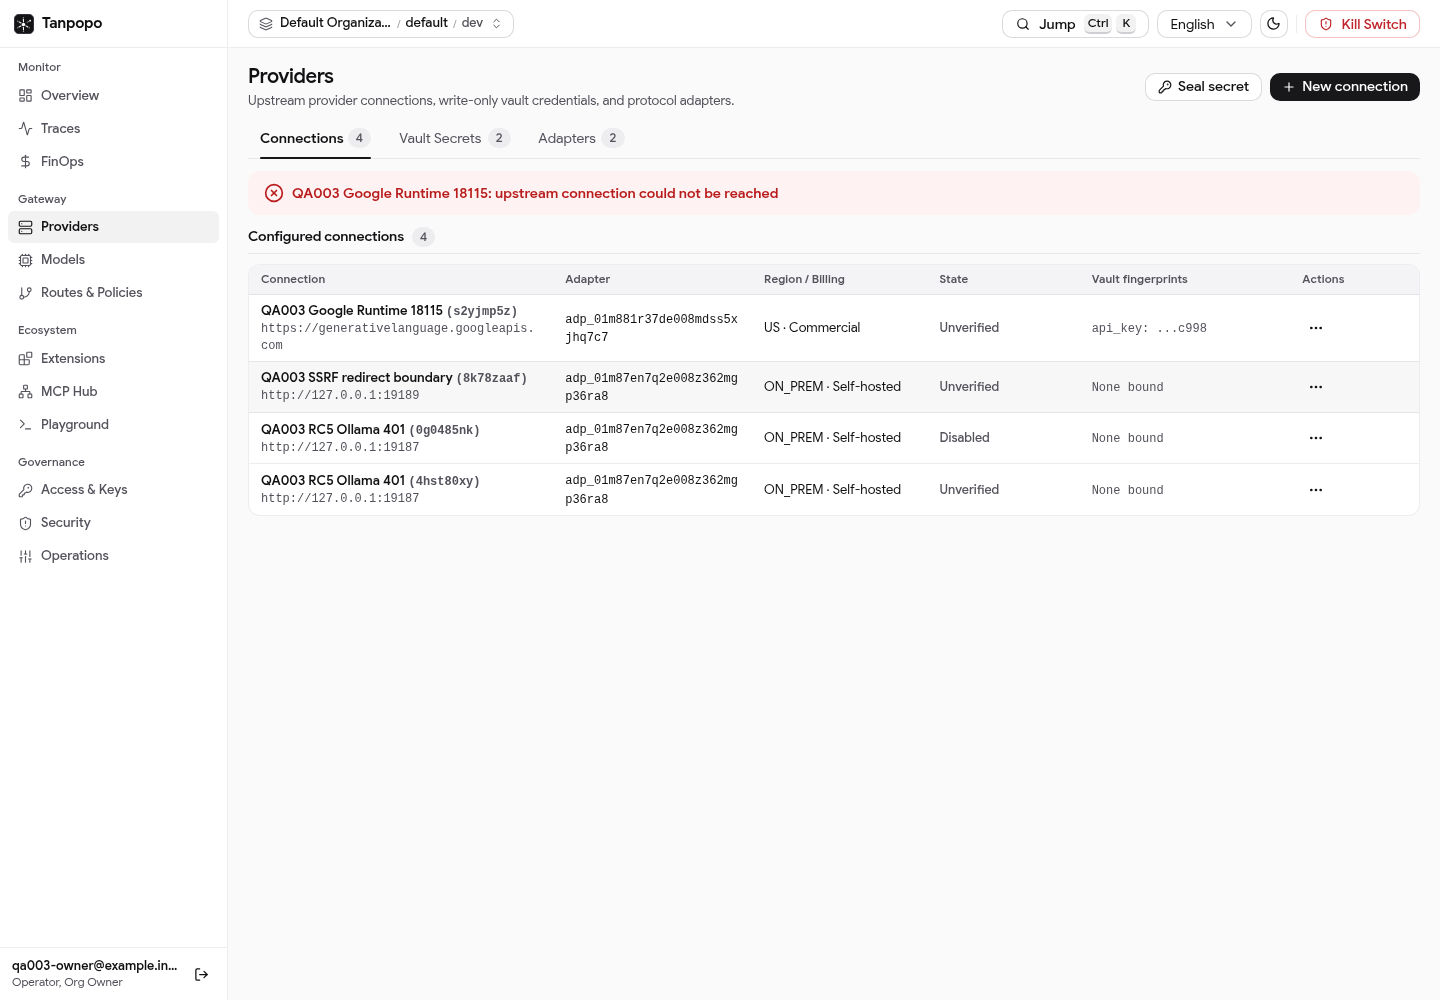 Tanpopo
Default Organiza... / default / dev
Jump Ctrl K
English
Kill Switch
Monitor
Overview
Traces
FinOps
Gateway
Providers
Models
Routes & Policies
Ecosystem
Extensions
MCP Hub
Playground
Governance
Access & Keys
Security
Operations
qa003-owner@example.in...
Operator, Org Owner
Providers
Upstream provider connections, write-only vault credentials, and protocol adapters.
Seal secret
New connection
Connections 4 Vault Secrets 2 Adapters 2
QA003 Google Runtime 18115: upstream connection could not be reached
Configured connections 4
Connection Adapter Region / Billing State Vault fingerprints Actions
QA003 Google Runtime 18115 (s2yjmp5z)
https://generativelanguage.googleapis.
com
adp_01m881r37de008mdss5x
jhq7c7
US · Commercial
Unverified
api_key: ...c998
QA003 SSRF redirect boundary (8k78zaaf)
http://127.0.0.1:19189
adp_01m87en7q2e008z362mg
p36ra8
ON_PREM · Self-hosted
Unverified
None bound
QA003 RC5 Ollama 401 (0g0485nk)
http://127.0.0.1:19187
adp_01m87en7q2e008z362mg
p36ra8
ON_PREM · Self-hosted
Disabled
None bound
QA003 RC5 Ollama 401 (4hst80xy)
http://127.0.0.1:19187
adp_01m87en7q2e008z362mg
p36ra8
ON_PREM · Self-hosted
Unverified
None bound